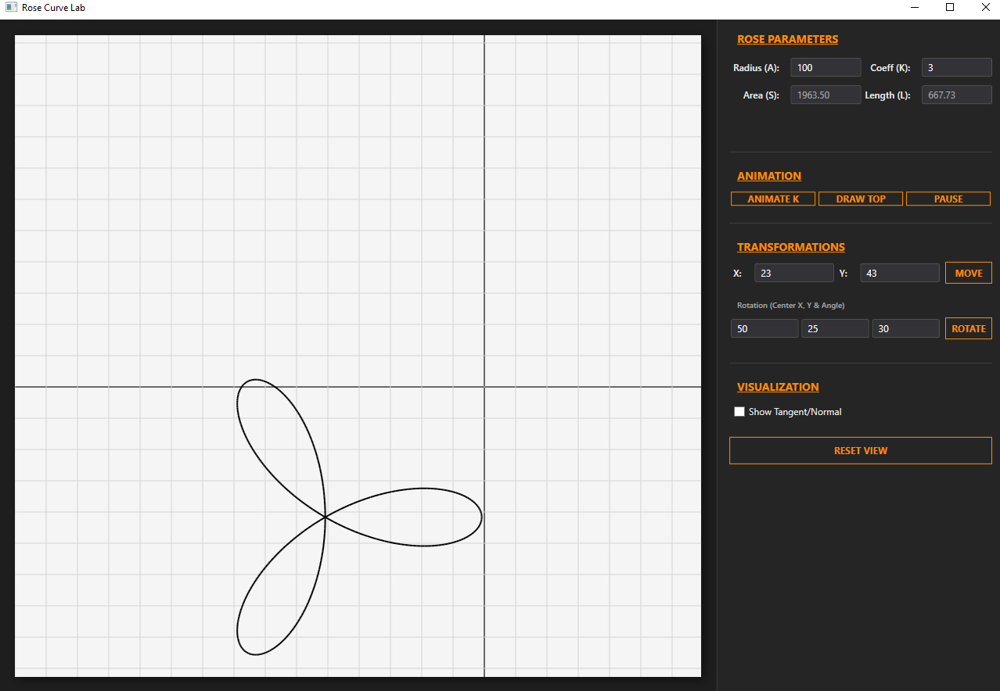 Rose Curve Lab
ROSE PARAMETERS
Radius (A): 100 Coeff (K): 3
Area (S): 1963.50 Length (L): 667.73
ANIMATION
ANIMATE K DRAW TOP PAUSE
TRANSFORMATIONS
X: 23 Y: 43 MOVE
Rotation (Center X, Y & Angle)
50 25 30 ROTATE
VISUALIZATION
Show Tangent/Normal
RESET VIEW